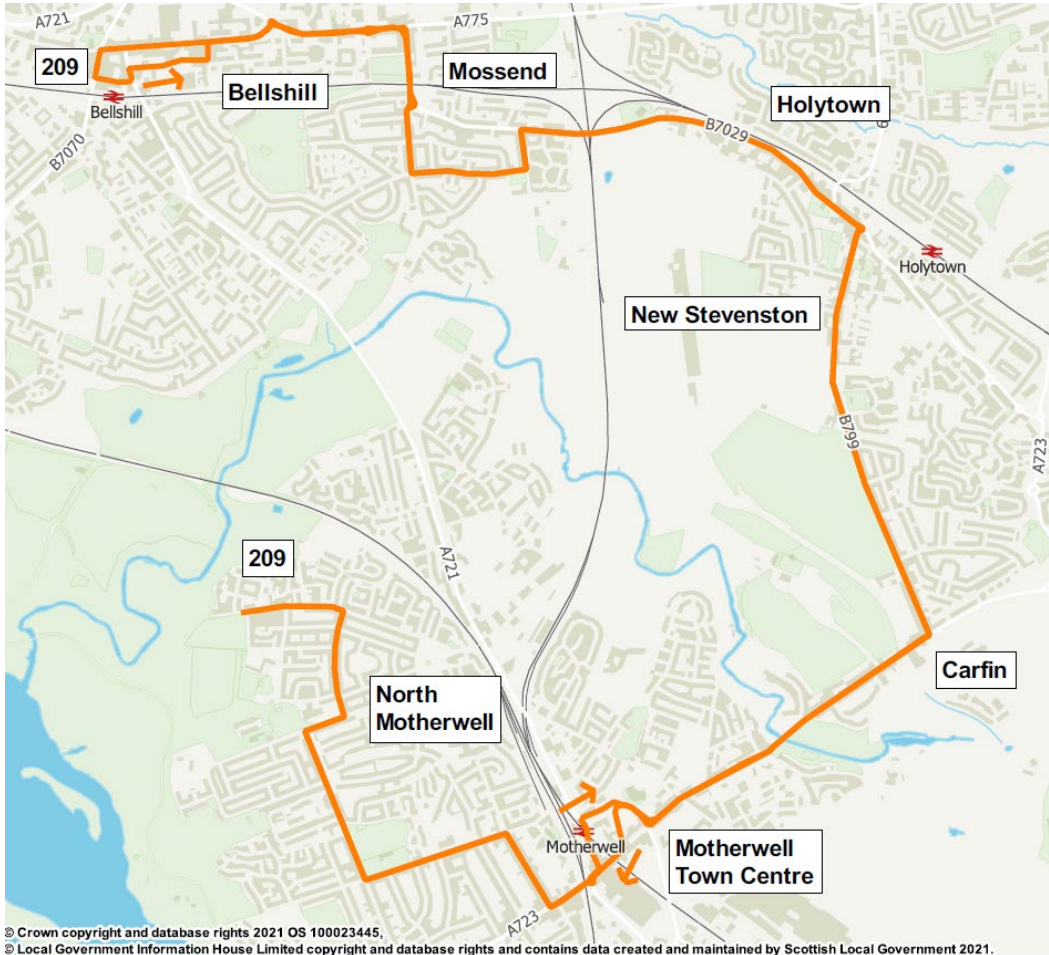 A721
A775
209
Bellshill
Mossend
Bellshill
Holytown
B7029
B7070
Holytown
New Stevenston
B799
A723
A721
209
North
Motherwell
Carfin
Motherwell
Motherwell
Town Centre
A723
© Crown copyright and database rights 2021 OS 100023445,
© Local Government Information House Limited copyright and database rights and contains data created and maintained by Scottish Local Government 2021.